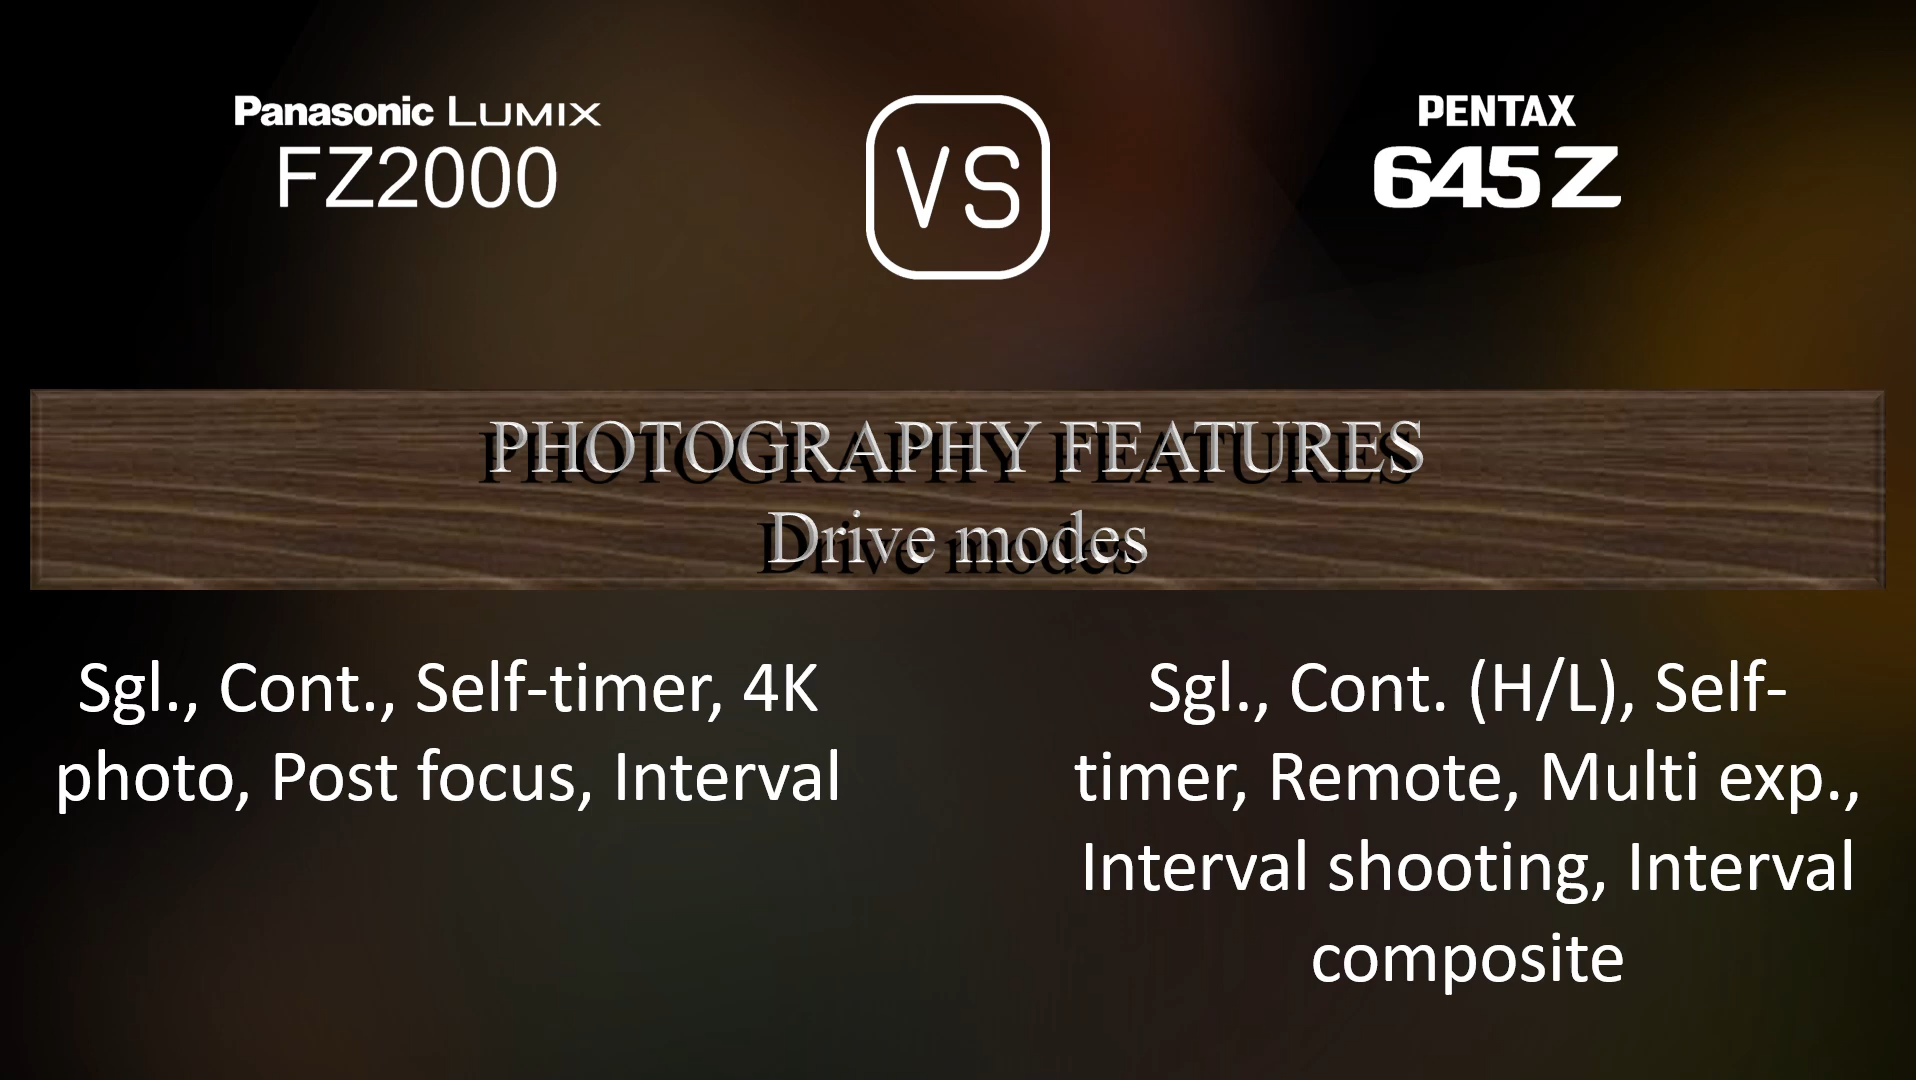 Panasonic LUMIX
FZ2000
VS
PENTAX
645Z
PHOTOGRAPHY FEATURES
Drive modes
Sgl., Cont., Self-timer, 4K
photo, Post focus, Interval
Sgl., Cont. (H/L), Self-
timer, Remote, Multi exp.,
Interval shooting, Interval
composite